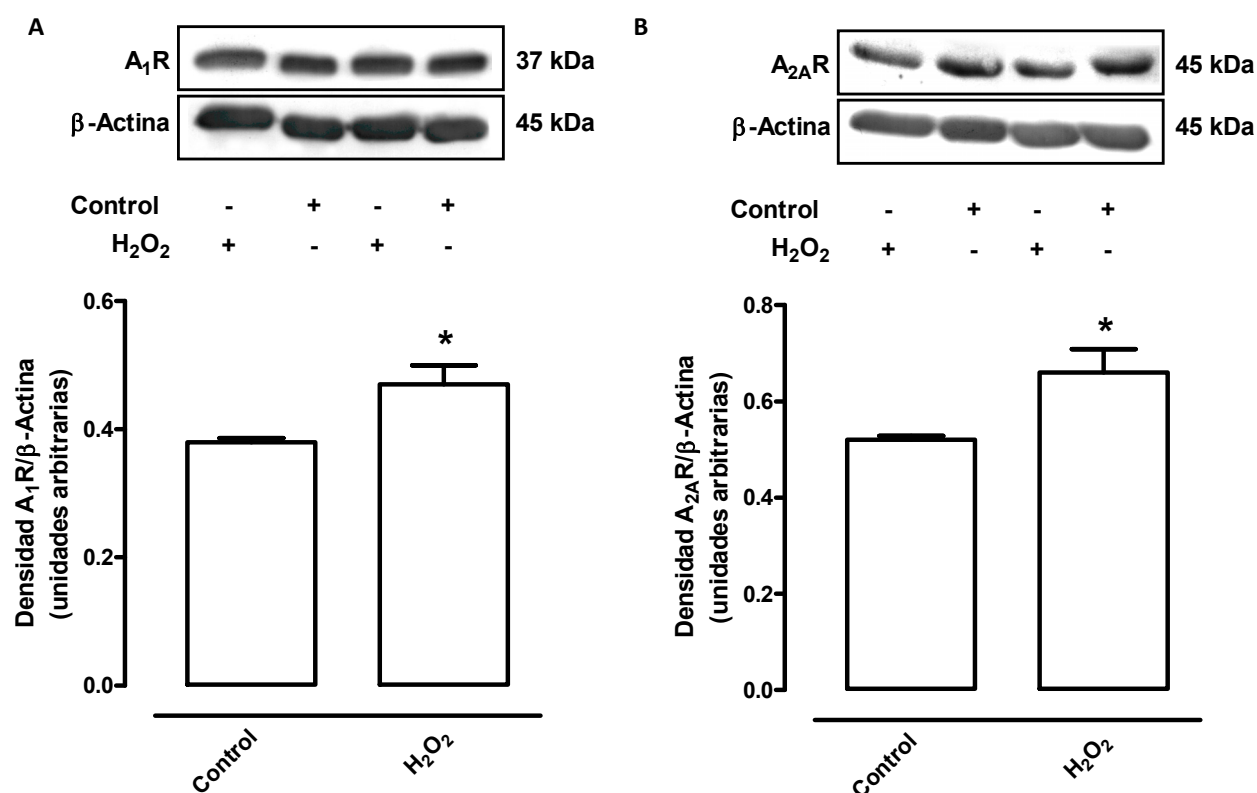 A
A₁R 37 kDa
β-Actina 45 kDa
Control - + - +
H₂O₂ + - + -
0.6
0.4
0.2
0.0
Densidad A₁R/β-Actina
(unidades arbitrarias)
*
Control H₂O₂
B
A₂ₐR 45 kDa
β-Actina 45 kDa
Control - + - +
H₂O₂ + - + -
0.8
0.6
0.4
0.2
0.0
Densidad A₂ₐR/β-Actina
(unidades arbitrarias)
*
Control H₂O₂